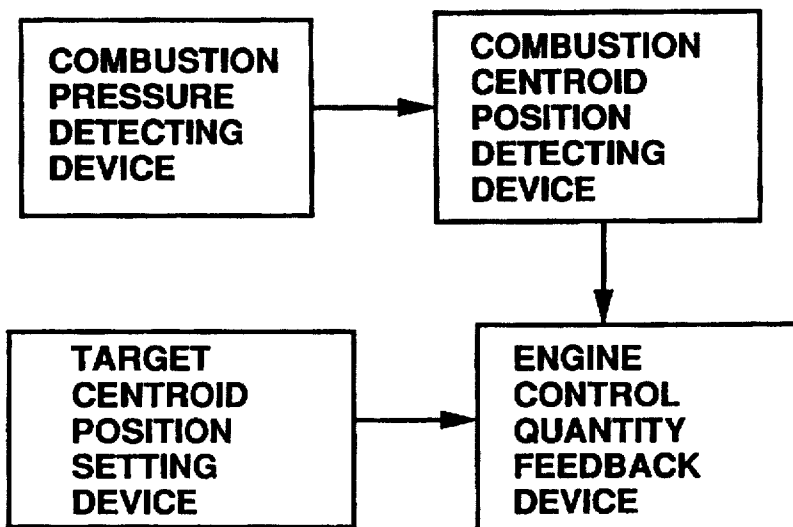 COMBUSTION
PRESSURE
DETECTING
DEVICE
COMBUSTION
CENTROID
POSITION
DETECTING
DEVICE
TARGET
CENTROID
POSITION
SETTING
DEVICE
ENGINE
CONTROL
QUANTITY
FEEDBACK
DEVICE